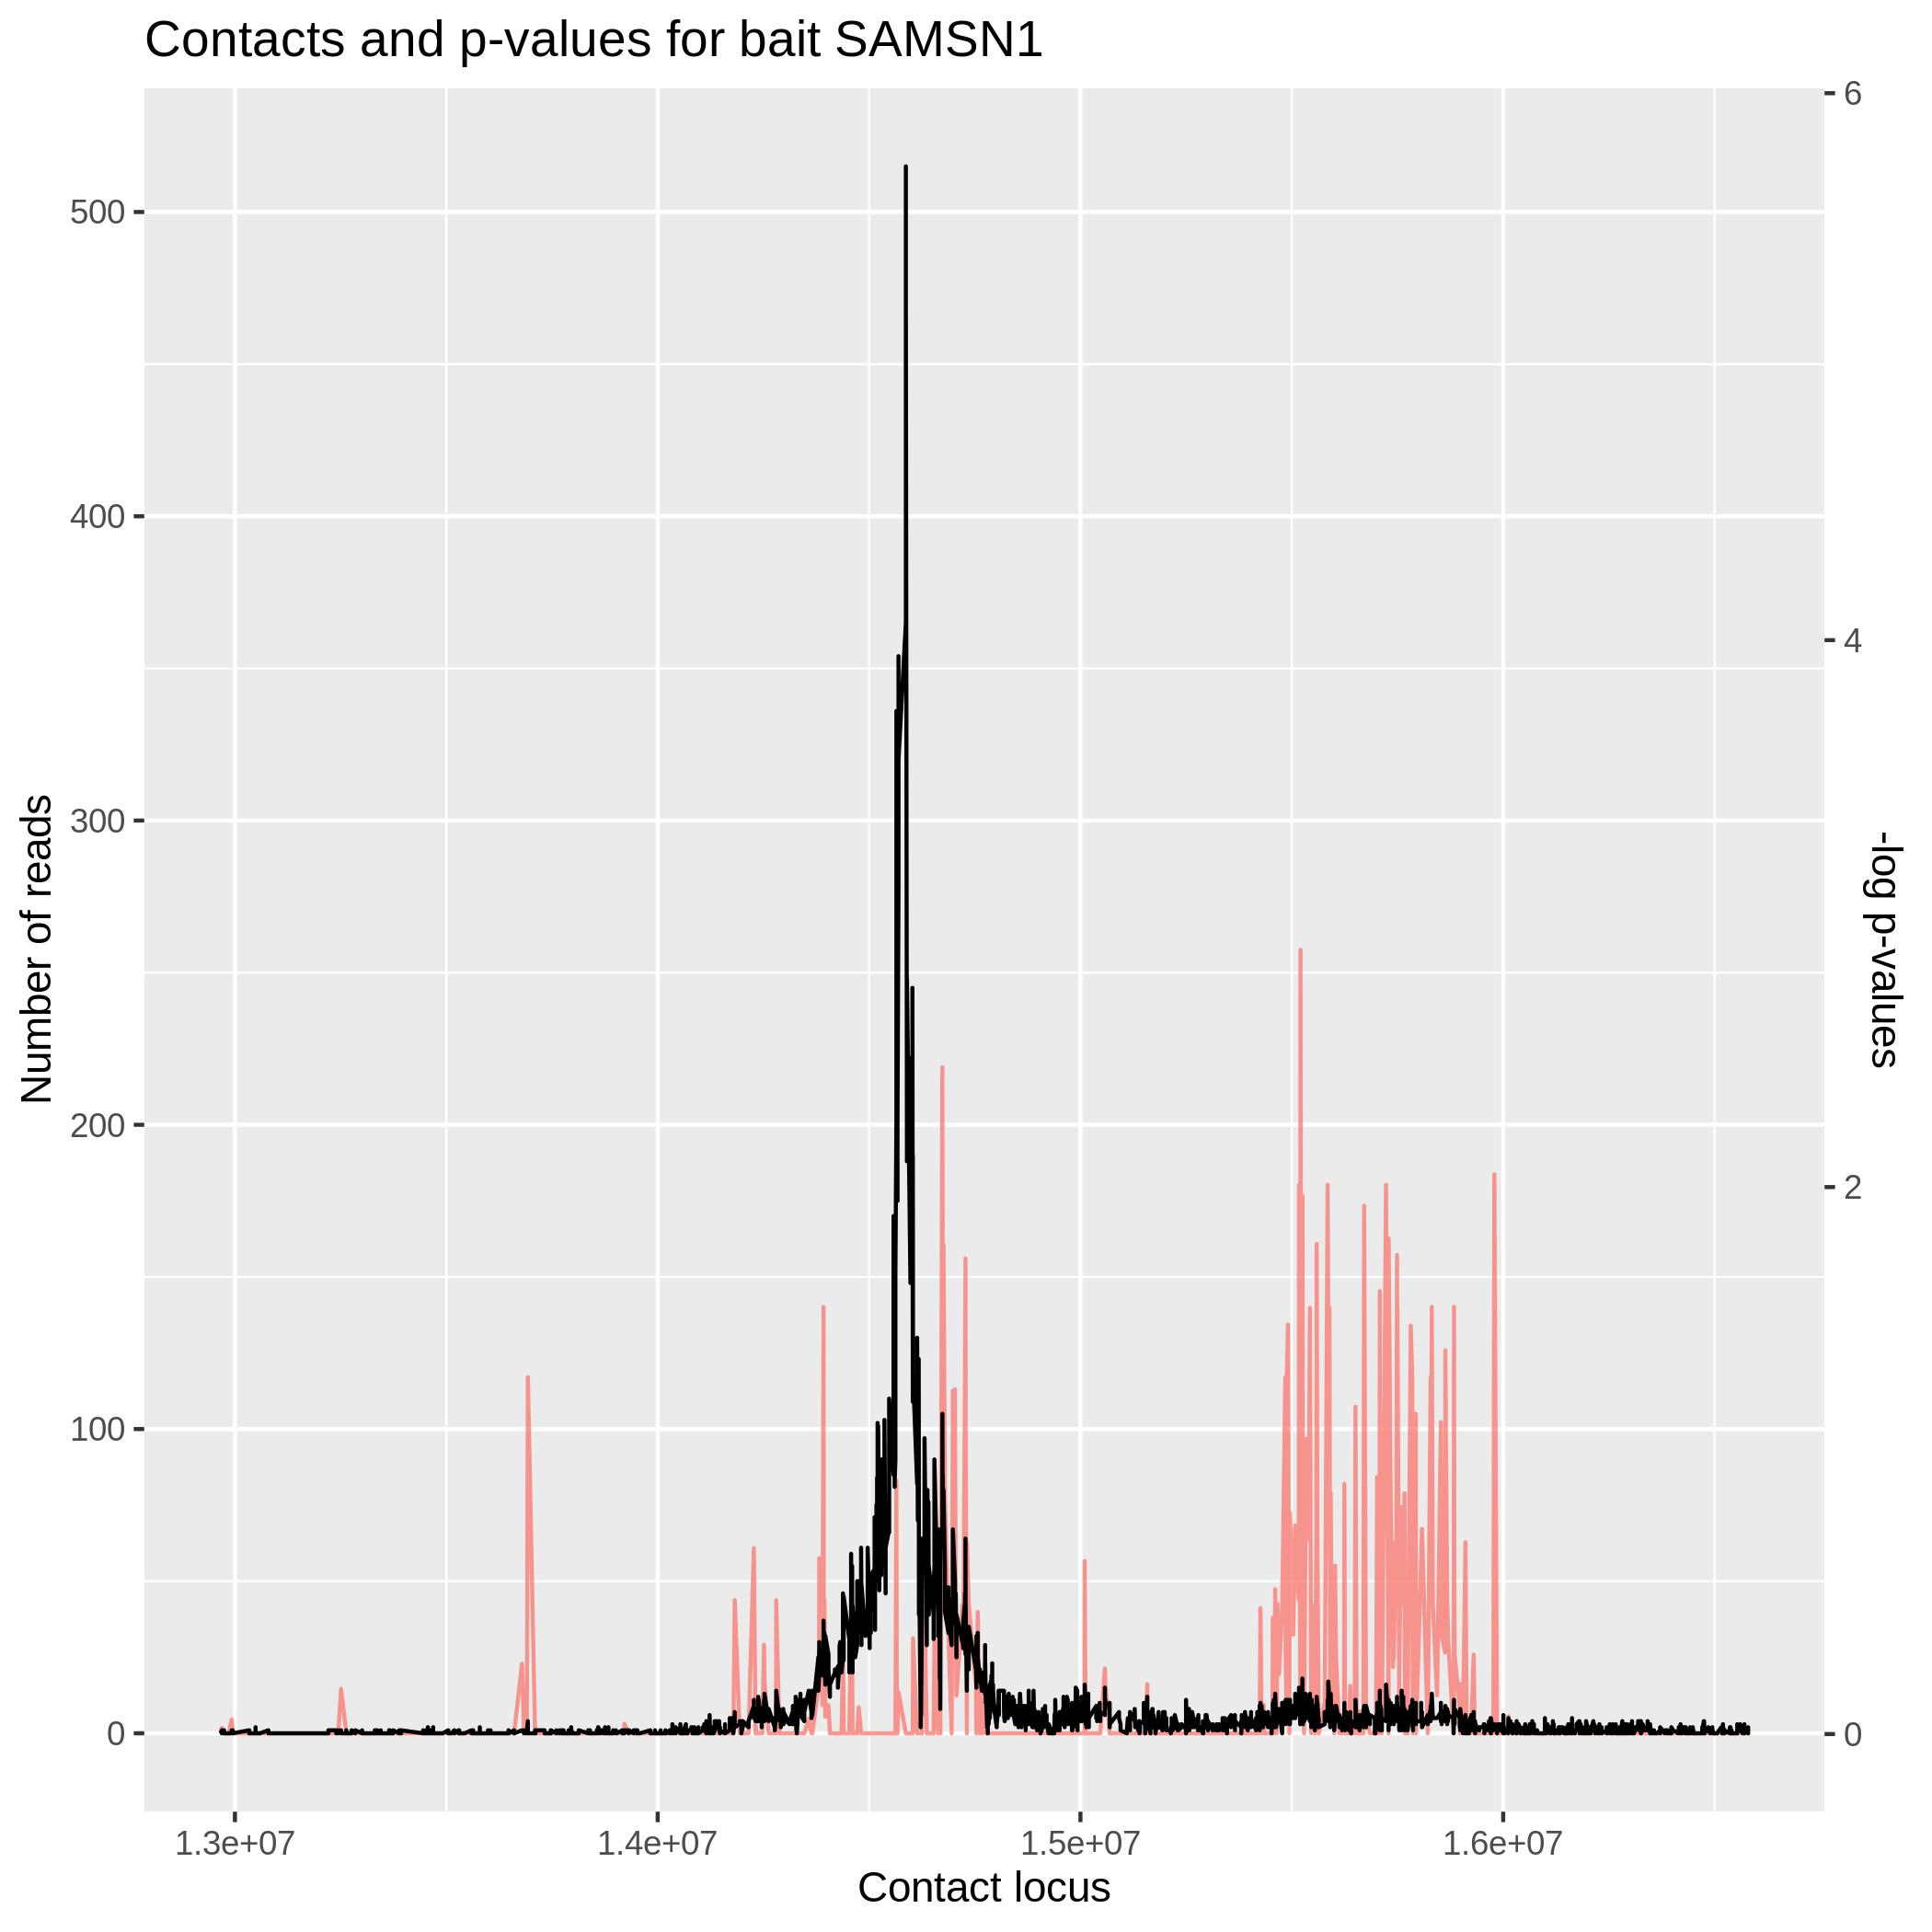 Contacts and p-values for bait SAMSN1
6
500
400
4
300
200
2
100
0
0
Number of reads
-log p-values
1.3e+07
1.4e+07
1.5e+07
1.6e+07
Contact locus